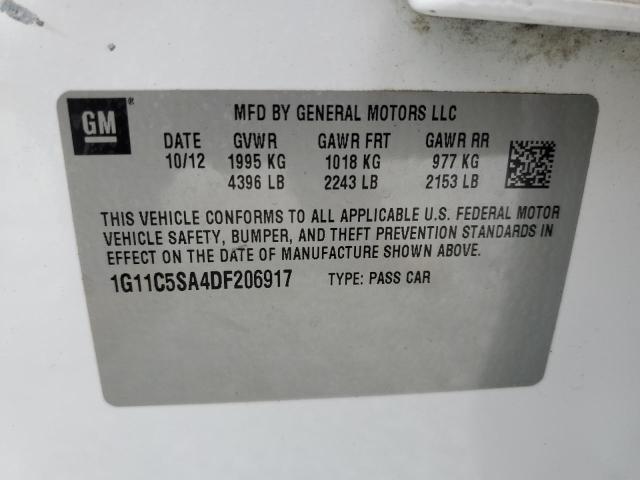 GM® MFD BY GENERAL MOTORS LLC
DATE GVWR GAWR FRT GAWR RR
10/12 1995 KG 1018 KG 977 KG
4396 LB 2243 LB 2153 LB
THIS VEHICLE CONFORMS TO ALL APPLICABLE U.S. FEDERAL MOTOR
VEHICLE SAFETY, BUMPER, AND THEFT PREVENTION STANDARDS IN
EFFECT ON THE DATE OF MANUFACTURE SHOWN ABOVE.
1G11C5SA4DF206917 TYPE: PASS CAR